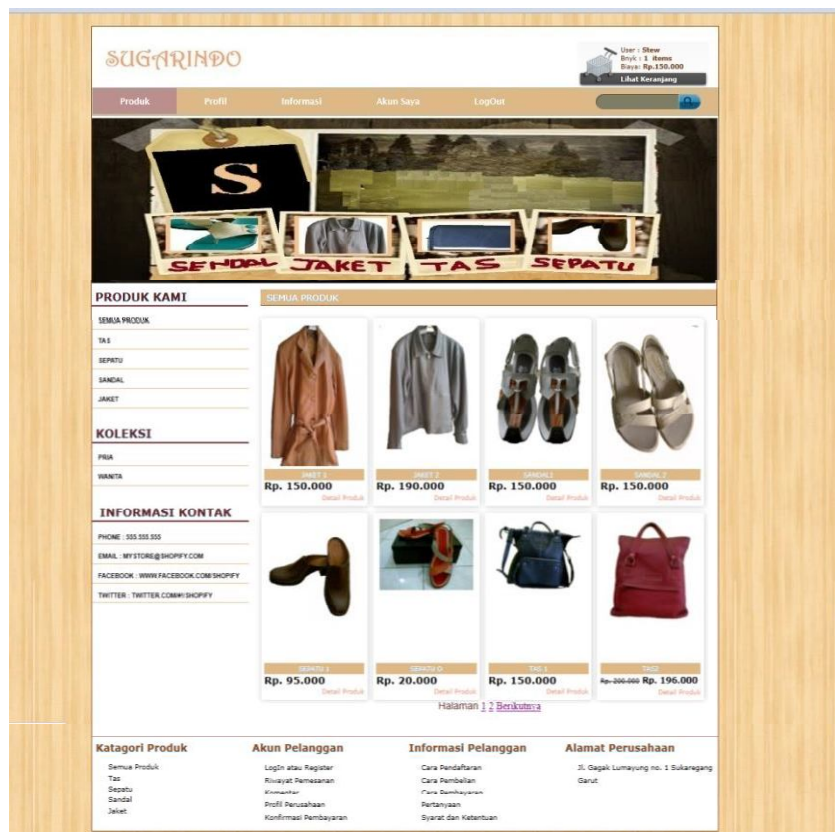 SUGARINDO
User : Stew
Bnyk : 1 items
Biaya: Rp.150.000
Lihat Keranjang
Produk Profil Informasi Akun Saya LogOut
S
SENDAL JAKET TAS SEPATU
PRODUK KAMI
SEMUA PRODUK
TAS
SEPATU
SANDAL
JAKET
KOLEKSI
PRIA
WANITA
INFORMASI KONTAK
PHONE : 555.555.555
EMAIL : MYSTORE@SHOPIFY.COM
FACEBOOK : WWW.FACEBOOK.COM/SHOPIFY
TWITTER : TWITTER.COM/#!/SHOPIFY
SEMUA PRODUK
JAKET 1 JAKET 2 SANDAL1 SANDAL 2
Rp. 150.000 Rp. 190.000 Rp. 150.000 Rp. 150.000
Detail Produk Detail Produk Detail Produk Detail Produk
SEPATU 1 SEPATU O TAS 1 TAS2
Rp. 95.000 Rp. 20.000 Rp. 150.000 Rp. 200.000 Rp. 196.000
Detail Produk Detail Produk Detail Produk Detail Produk
Halaman 1 2 Berikutnya
Katagori Produk
Semua Produk
Tas
Sepatu
Sandal
Jaket
Akun Pelanggan
LogIn atau Register
Riwayat Pemesanan
Komentar
Profil Perusahaan
Konfirmasi Pembayaran
Informasi Pelanggan
Cara Pendaftaran
Cara Pembelian
Cara Pembayaran
Pertanyaan
Syarat dan Ketentuan
Alamat Perusahaan
Jl. Gagak Lumayung no. 1 Sukaregang
Garut